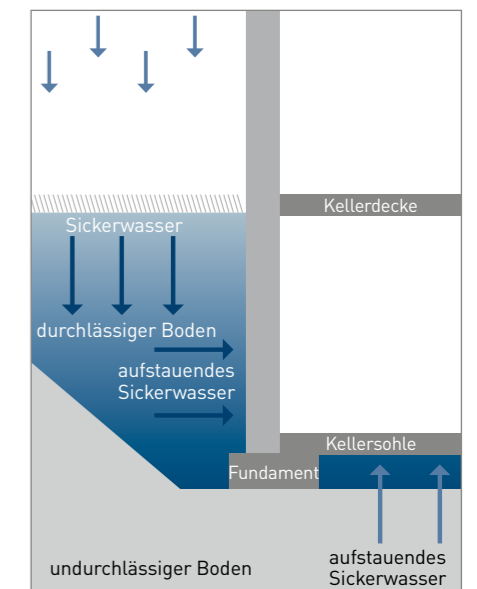 Kellerdecke
Sickerwasser
durchlässiger Boden
aufstauendes
Sickerwasser
Kellersohle
Fundament
undurchlässiger Boden
aufstauendes
Sickerwasser